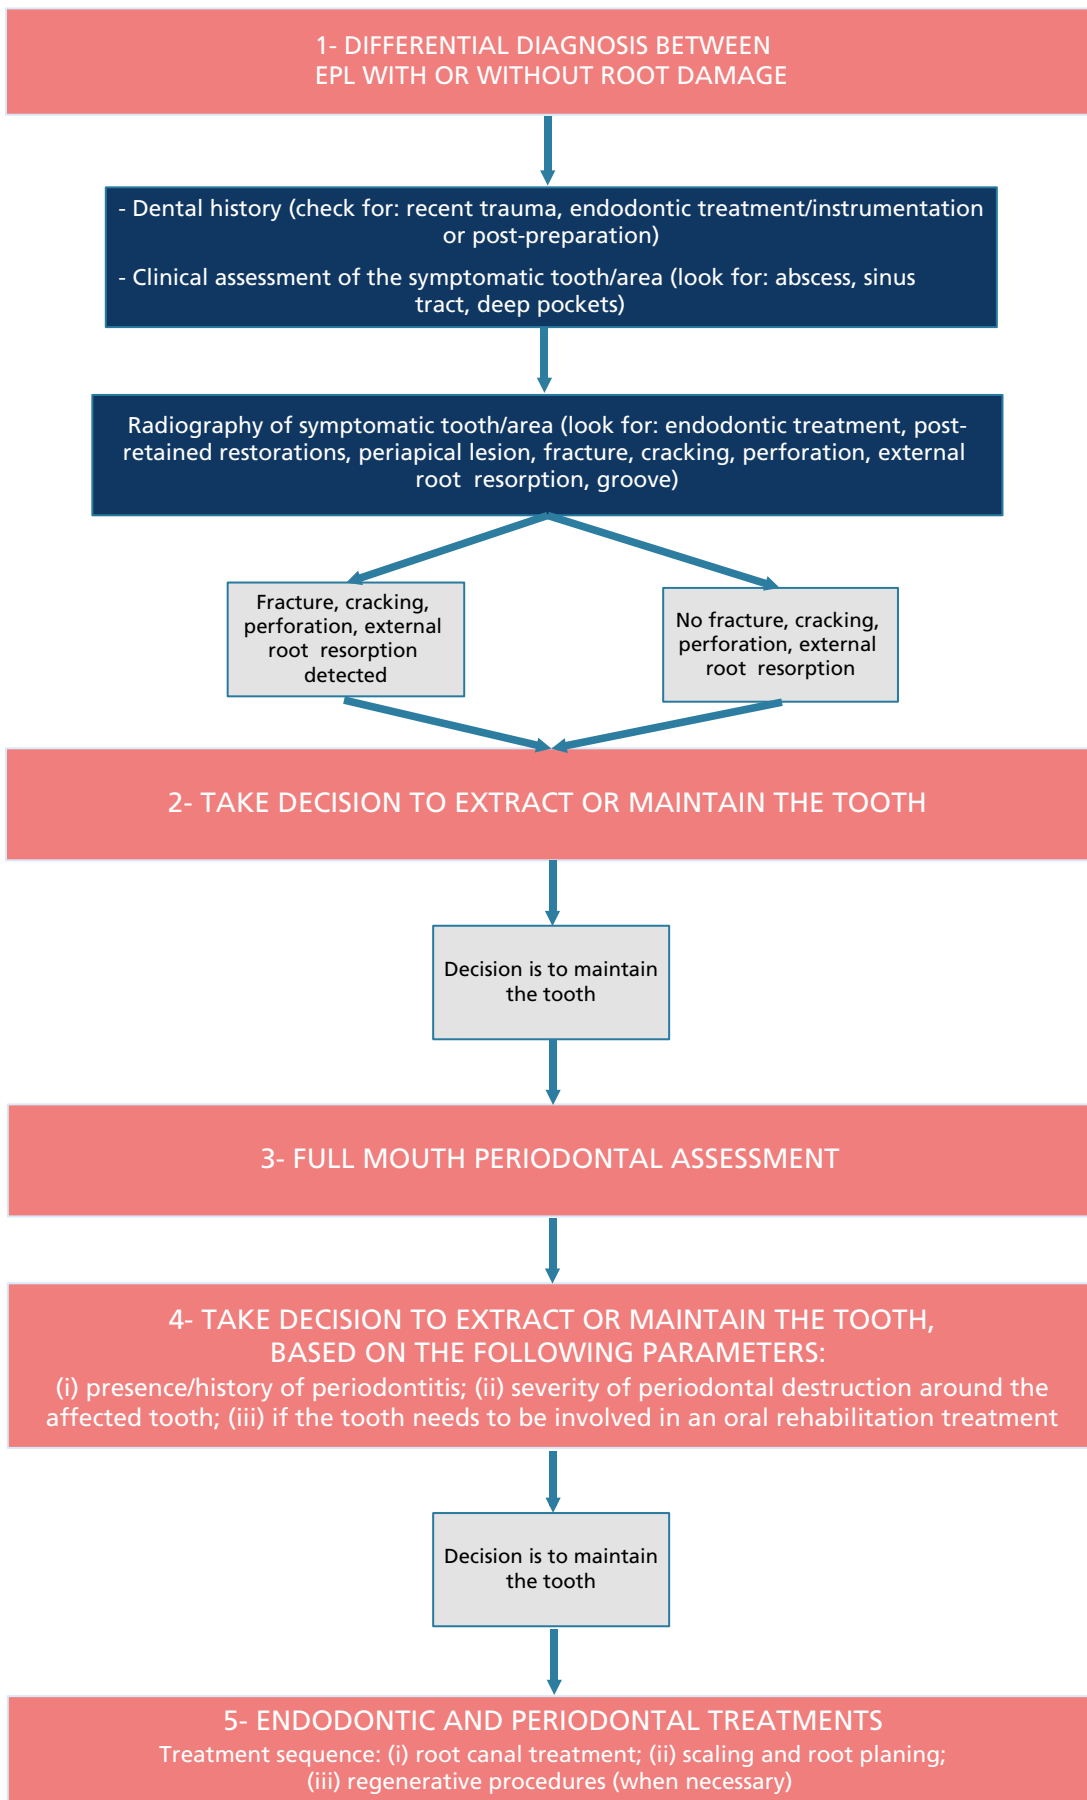 1- DIFFERENTIAL DIAGNOSIS BETWEEN
EPL WITH OR WITHOUT ROOT DAMAGE
- Dental history (check for: recent trauma, endodontic treatment/instrumentation
or post-preparation)
- Clinical assessment of the symptomatic tooth/area (look for: abscess, sinus
tract, deep pockets)
Radiography of symptomatic tooth/area (look for: endodontic treatment, post-
retained restorations, periapical lesion, fracture, cracking, perforation, external
root resorption, groove)
Fracture, cracking,
perforation, external
root resorption
detected
No fracture, cracking,
perforation, external
root resorption
2- TAKE DECISION TO EXTRACT OR MAINTAIN THE TOOTH
Decision is to maintain
the tooth
3- FULL MOUTH PERIODONTAL ASSESSMENT
4- TAKE DECISION TO EXTRACT OR MAINTAIN THE TOOTH,
BASED ON THE FOLLOWING PARAMETERS:
(i) presence/history of periodontitis; (ii) severity of periodontal destruction around the
affected tooth; (iii) if the tooth needs to be involved in an oral rehabilitation treatment
Decision is to maintain
the tooth
5- ENDODONTIC AND PERIODONTAL TREATMENTS
Treatment sequence: (i) root canal treatment; (ii) scaling and root planing;
(iii) regenerative procedures (when necessary)